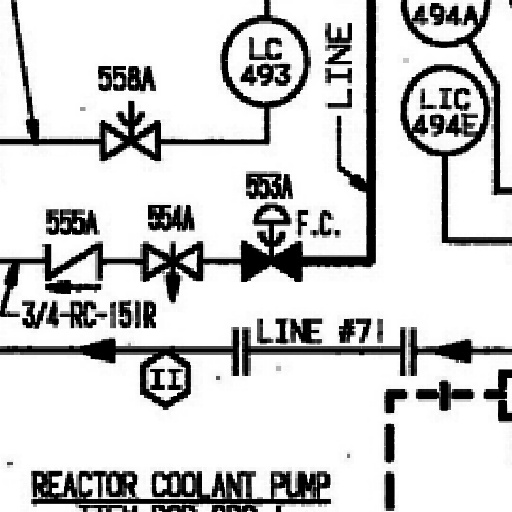 494A
LC
493
LINE
558A
LIC
494E
553A
555A
554A
F.C.
3/4-RC-151R
LINE #71
II
REACTOR COOLANT PUMP